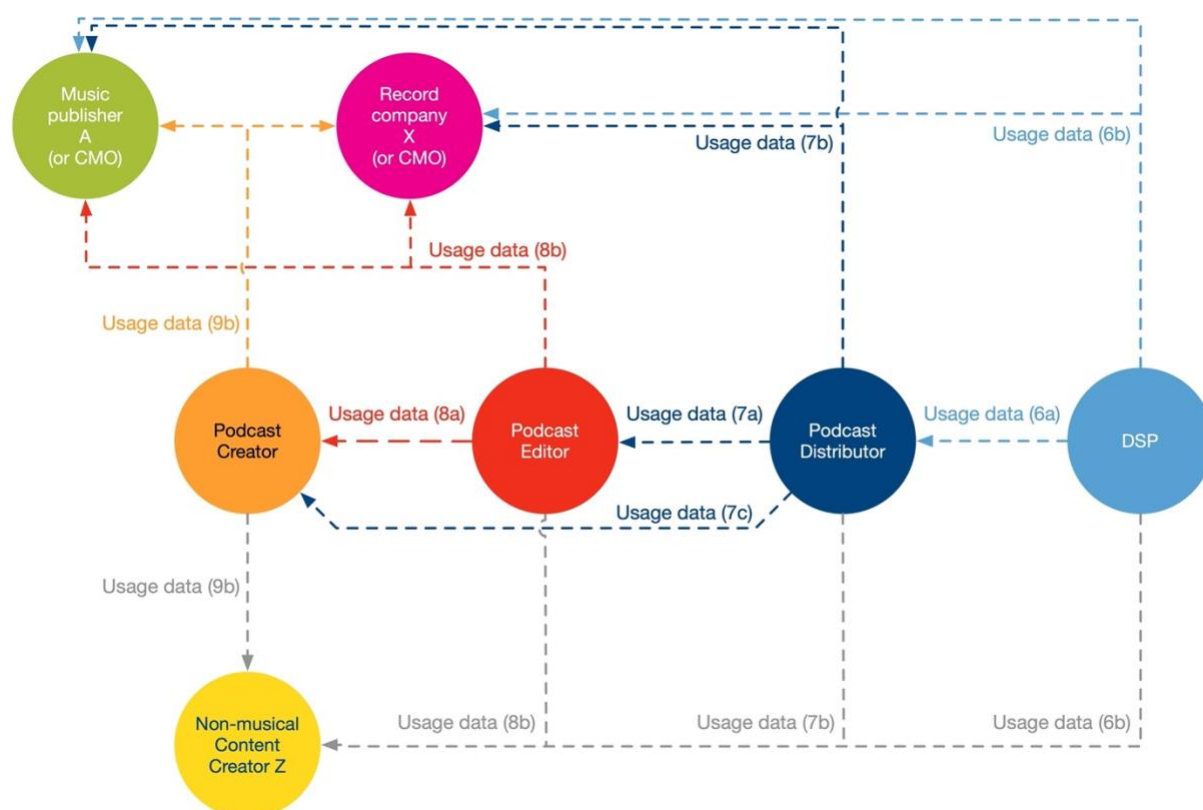 Music
publisher
A
(or CMO)
Record
company
X
(or CMO)
Usage data (7b)
Usage data (6b)
Usage data (8b)
Usage data (9b)
Podcast
Creator
Usage data (8a)
Podcast
Editor
Usage data (7a)
Podcast
Distributor
Usage data (6a)
DSP
Usage data (7c)
Usage data (9b)
Non-musical
Content
Creator Z
Usage data (8b)
Usage data (7b)
Usage data (6b)